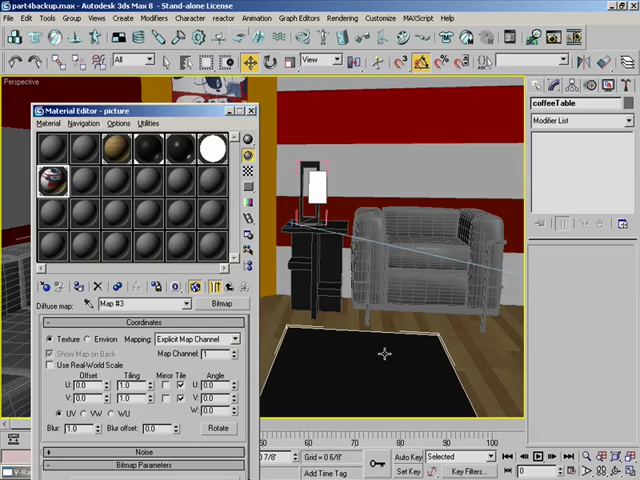 part4backup.max - Autodesk 3ds Max 8 - Stand-alone License
File Edit Tools Group Views Create Modifiers Character reactor Animation Graph Editors Rendering Customize MAXScript Help
All View
Perspective
Material Editor - picture
Material Navigation Options Utilities
Diffuse map: Map #3 Bitmap
Coordinates
Texture Environ Mapping: Explicit Map Channel
Show Map on Back Map Channel: 1
Use Real-World Scale
Offset Tiling Mirror Tile Angle
U: 0.0 1.0 U: 0.0
V: 0.0 1.0 V: 0.0
UV VW WU W: 0.0
Blur: 1.0 Blur offset: 0.0 Rotate
Noise
Bitmap Parameters
coffeeTable
Modifier List
50 60 70 80 90 100
0 7/8' Grid = 0 6/8' Auto Key Selected
Add Time Tag Set Key Key Filters... 0